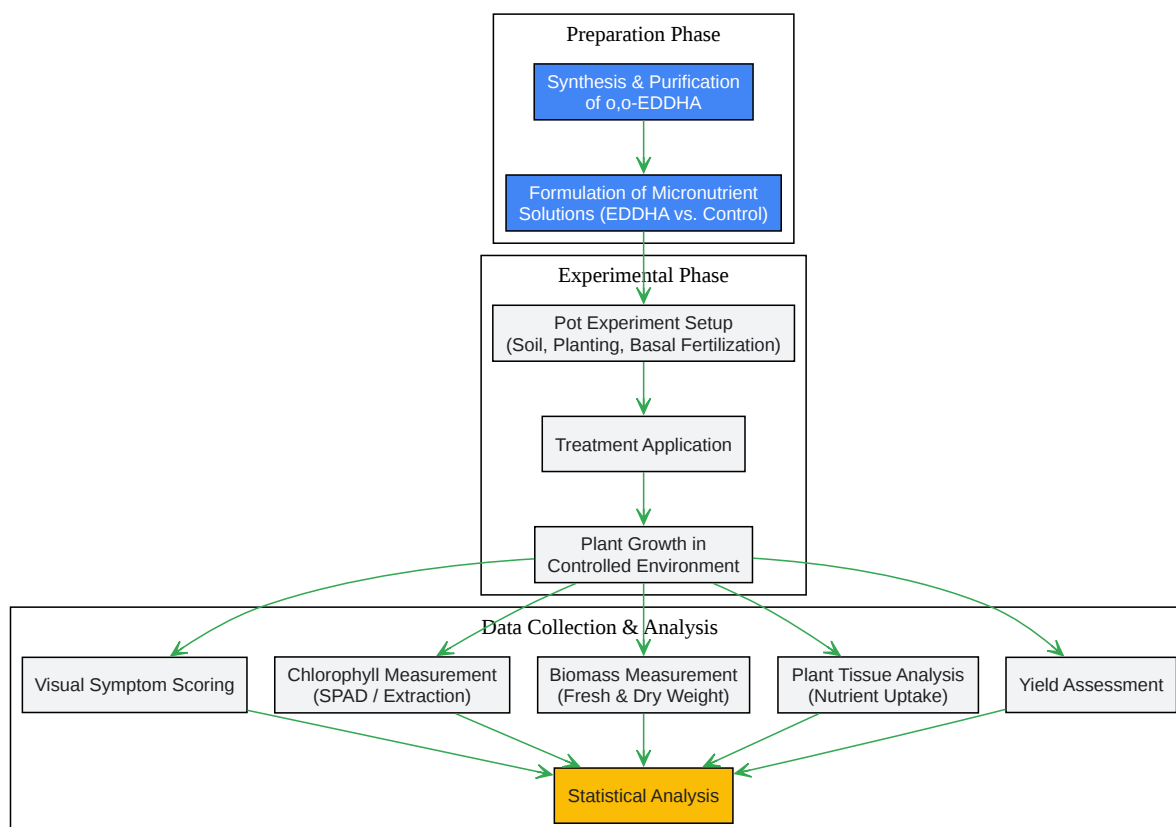 Preparation Phase
Synthesis & Purification
of o,o-EDDHA
Formulation of Micronutrient
Solutions (EDDHA vs. Control)
Experimental Phase
Pot Experiment Setup
(Soil, Planting, Basal Fertilization)
Treatment Application
Plant Growth in
Controlled Environment
Data Collection & Analysis
Visual Symptom Scoring
Chlorophyll Measurement
(SPAD / Extraction)
Biomass Measurement
(Fresh & Dry Weight)
Plant Tissue Analysis
(Nutrient Uptake)
Yield Assessment
Statistical Analysis